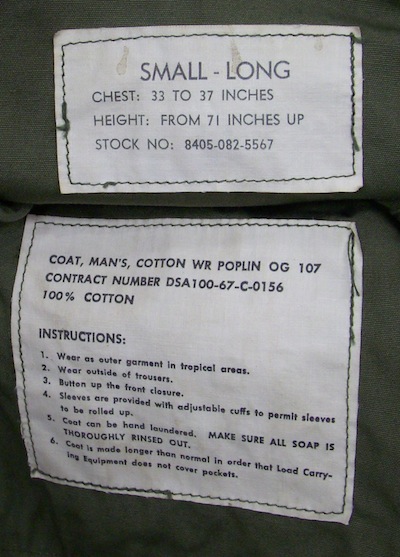 SMALL - LONG
CHEST: 33 TO 37 INCHES
HEIGHT: FROM 71 INCHES UP
STOCK NO: 8405-082-5567
COAT, MAN'S, COTTON WR POPLIN OG 107
CONTRACT NUMBER DSA100-67-C-0156
100% COTTON
INSTRUCTIONS:
1. Wear as outer garment in tropical areas.
2. Wear outside of trousers.
3. Button up the front closure.
4. Sleeves are provided with adjustable cuffs to permit sleeves
to be rolled up.
5. Coat can be hand laundered. MAKE SURE ALL SOAP IS
THOROUGHLY RINSED OUT.
6. Coat is made longer than normal in order that Load Carry-
ing Equipment does not cover pockets.